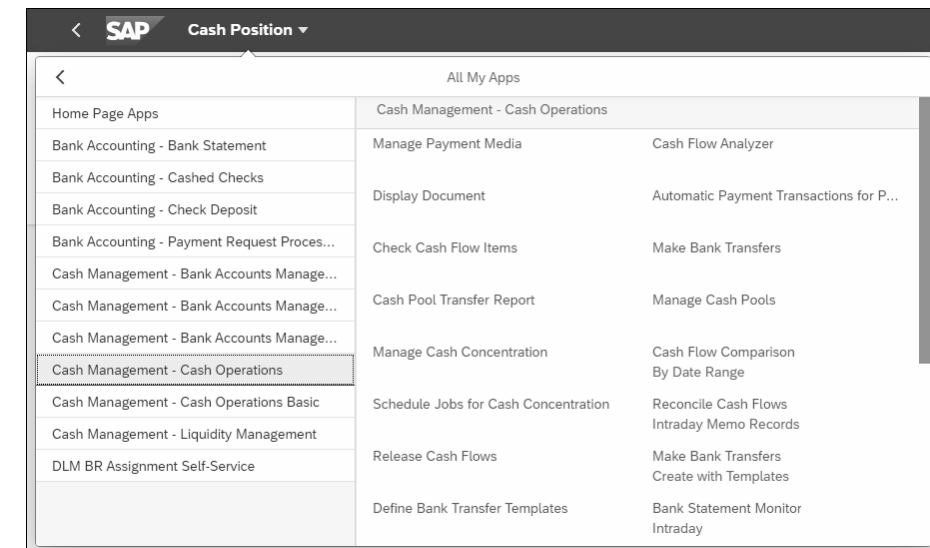 SAP Cash Position
All My Apps
Home Page Apps
Bank Accounting - Bank Statement
Bank Accounting - Cashed Checks
Bank Accounting - Check Deposit
Bank Accounting - Payment Request Proces...
Cash Management - Bank Accounts Manage...
Cash Management - Bank Accounts Manage...
Cash Management - Bank Accounts Manage...
Cash Management - Cash Operations
Cash Management - Cash Operations Basic
Cash Management - Liquidity Management
DLM BR Assignment Self-Service
Cash Management - Cash Operations
Manage Payment Media
Cash Flow Analyzer
Display Document
Automatic Payment Transactions for P...
Check Cash Flow Items
Make Bank Transfers
Cash Pool Transfer Report
Manage Cash Pools
Manage Cash Concentration
Cash Flow Comparison
By Date Range
Schedule Jobs for Cash Concentration
Reconcile Cash Flows
Intraday Memo Records
Release Cash Flows
Make Bank Transfers
Create with Templates
Define Bank Transfer Templates
Bank Statement Monitor
Intraday